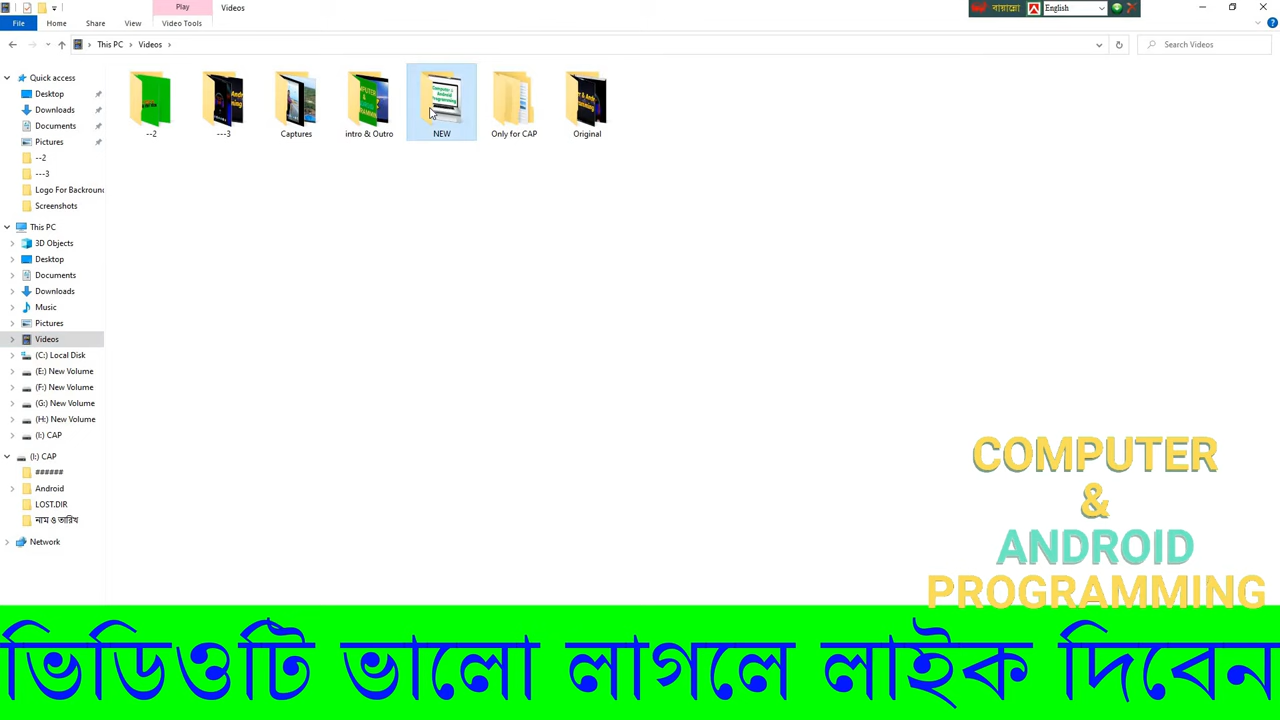 Play
Videos
বায়ান্নো
English
File
Home
Share
View
Video Tools
This PC
Videos
Search Videos
Quick access
Desktop
Downloads
Documents
Pictures
--2
---3
Logo For Backroun
Screenshots
This PC
3D Objects
Desktop
Documents
Downloads
Music
Pictures
Videos
(C:) Local Disk
(E:) New Volume
(F:) New Volume
(G:) New Volume
(H:) New Volume
(I:) CAP
(I:) CAP
######
Android
LOST.DIR
নাম ও তারিখ
Network
--2
---3
Captures
intro & Outro
NEW
Only for CAP
Original
COMPUTER
&
ANDROID
PROGRAMMING
ভিডিওটি ভালো লাগলে লাইক দিবেন